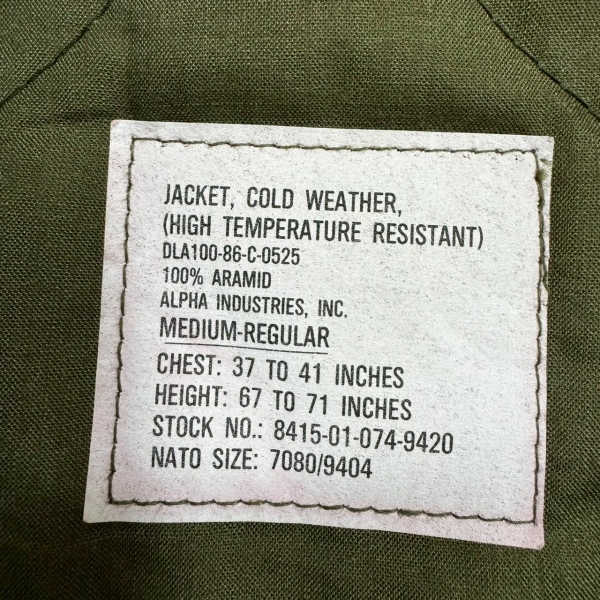 JACKET, COLD WEATHER,
(HIGH TEMPERATURE RESISTANT)
DLA100-86-C-0525
100% ARAMID
ALPHA INDUSTRIES, INC.
MEDIUM-REGULAR
CHEST: 37 TO 41 INCHES
HEIGHT: 67 TO 71 INCHES
STOCK NO.: 8415-01-074-9420
NATO SIZE: 7080/9404